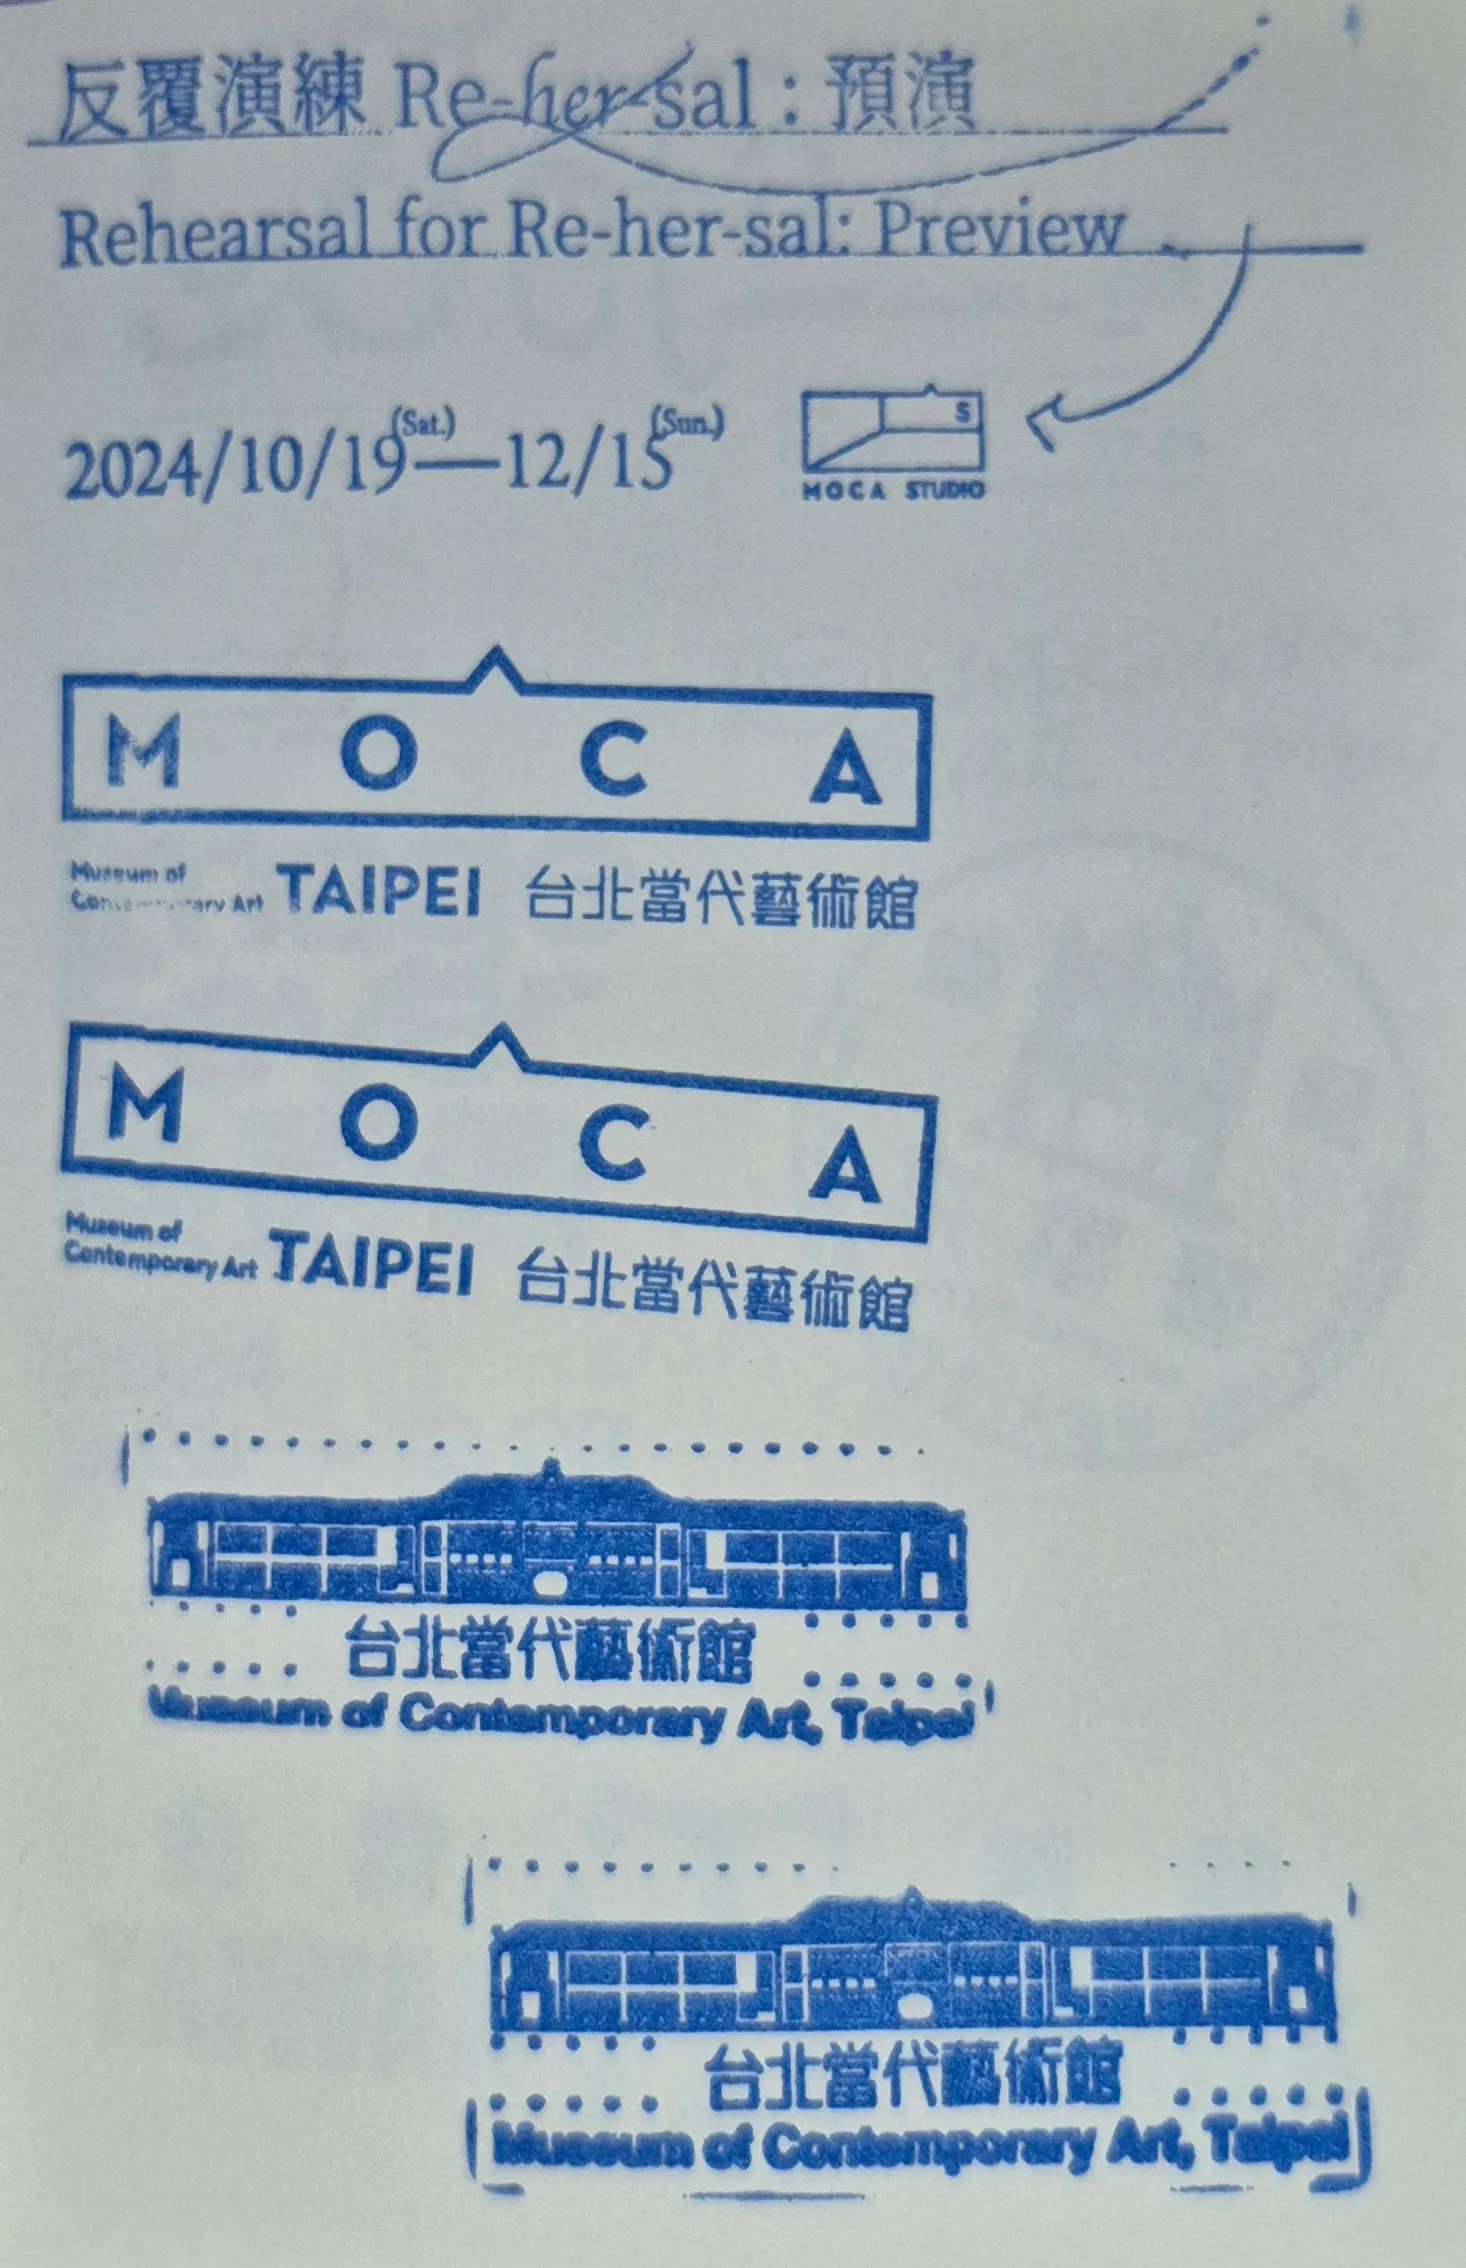 反覆演練 Re-her-sal：預演
Rehearsal for Re-her-sal: Preview
2024/10/19(Sat.)—12/15(Sun.)
S
MOCA STUDIO
MOCA
Museum of
Contemporary Art TAIPEI 台北當代藝術館
MOCA
Museum of
Contemporary Art TAIPEI 台北當代藝術館
台北當代藝術館
Museum of Contemporary Art, Taipei
台北當代藝術館
Museum of Contemporary Art, Taipei